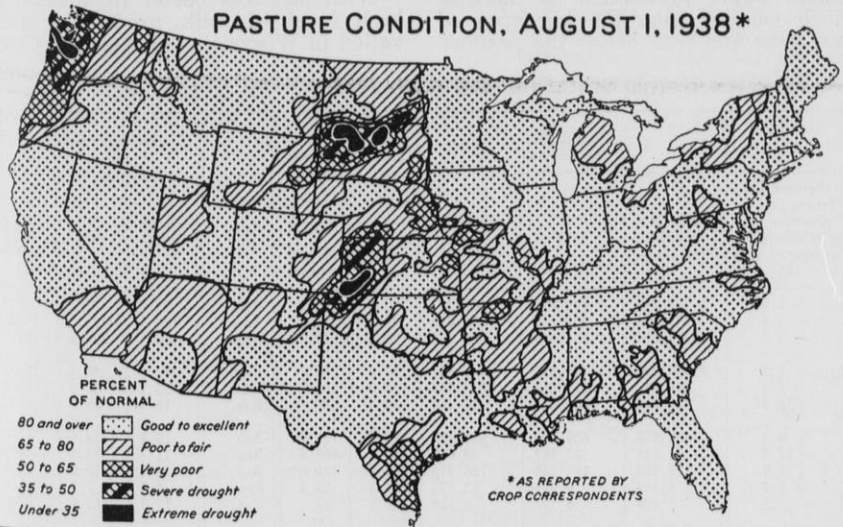 PASTURE CONDITION, AUGUST 1, 1938*
PERCENT
OF NORMAL
80 and over Good to excellent
65 to 80 Poor to fair
50 to 65 Very poor
35 to 50 Severe drought
Under 35 Extreme drought
*AS REPORTED BY
CROP CORRESPONDENTS